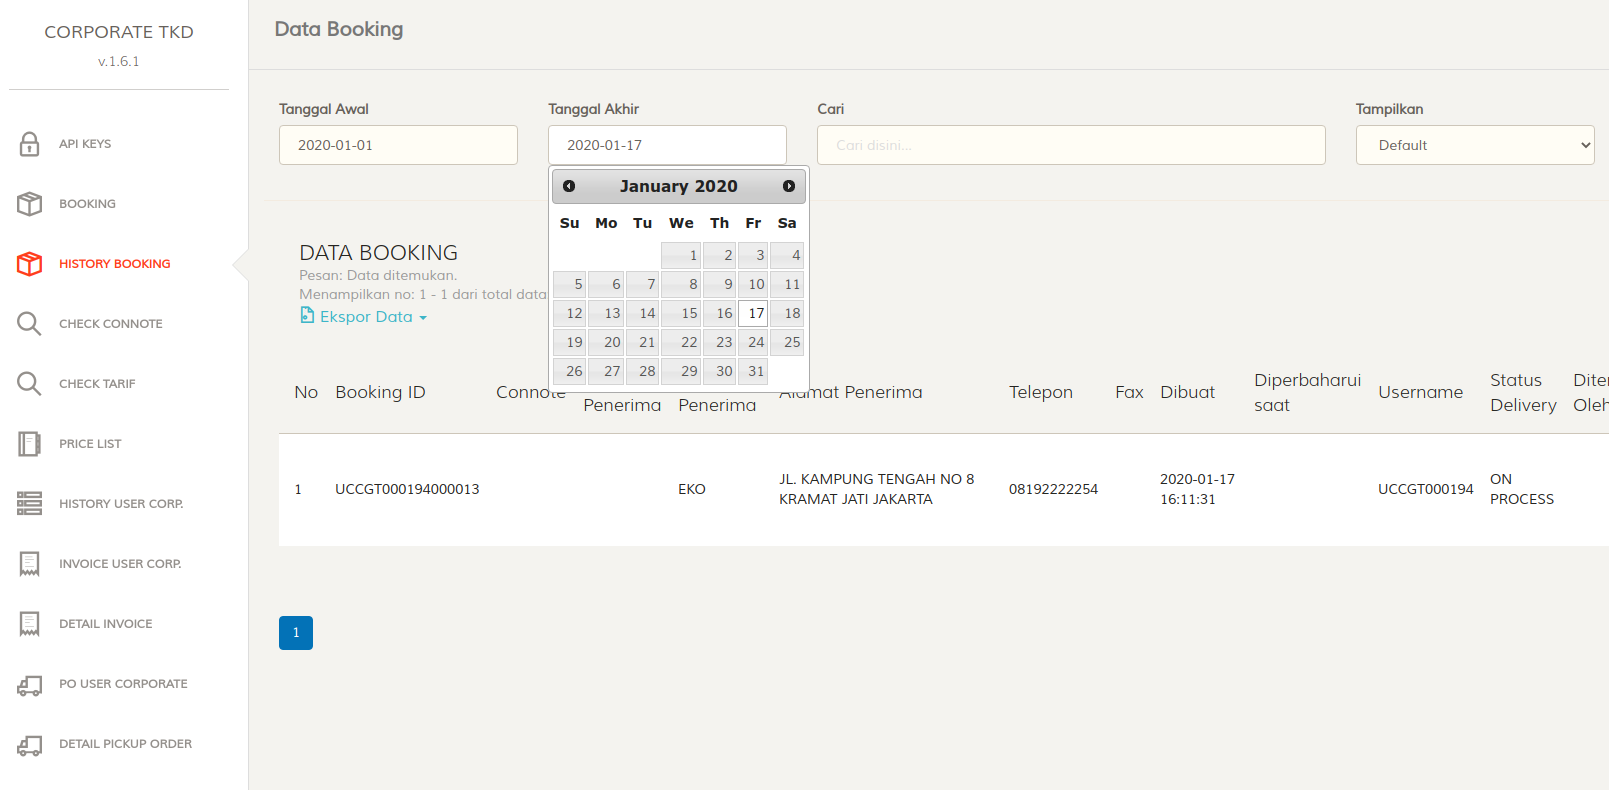 CORPORATE TKD
v.1.6.1
API KEYS
BOOKING
HISTORY BOOKING
CHECK CONNOTE
CHECK TARIF
PRICE LIST
HISTORY USER CORP.
INVOICE USER CORP.
DETAIL INVOICE
PO USER CORPORATE
DETAIL PICKUP ORDER
Data Booking
Tanggal Awal Tanggal Akhir Cari Tampilkan
2020-01-01 2020-01-17 Cari disini... Default
January 2020
Su Mo Tu We Th Fr Sa
1 2 3 4
5 6 7 8 9 10 11
12 13 14 15 16 17 18
19 20 21 22 23 24 25
26 27 28 29 30 31
DATA BOOKING
Pesan: Data ditemukan.
Menampilkan no: 1 - 1 dari total data
Ekspor Data
No Booking ID Connote Penerima Penerima Alamat Penerima Telepon Fax Dibuat Diperbaharui saat Username Status Delivery Oleh
1 UCCGT000194000013 EKO JL. KAMPUNG TENGAH NO 8 KRAMAT JATI JAKARTA 08192222254 2020-01-17 16:11:31 UCCGT000194 ON PROCESS
1